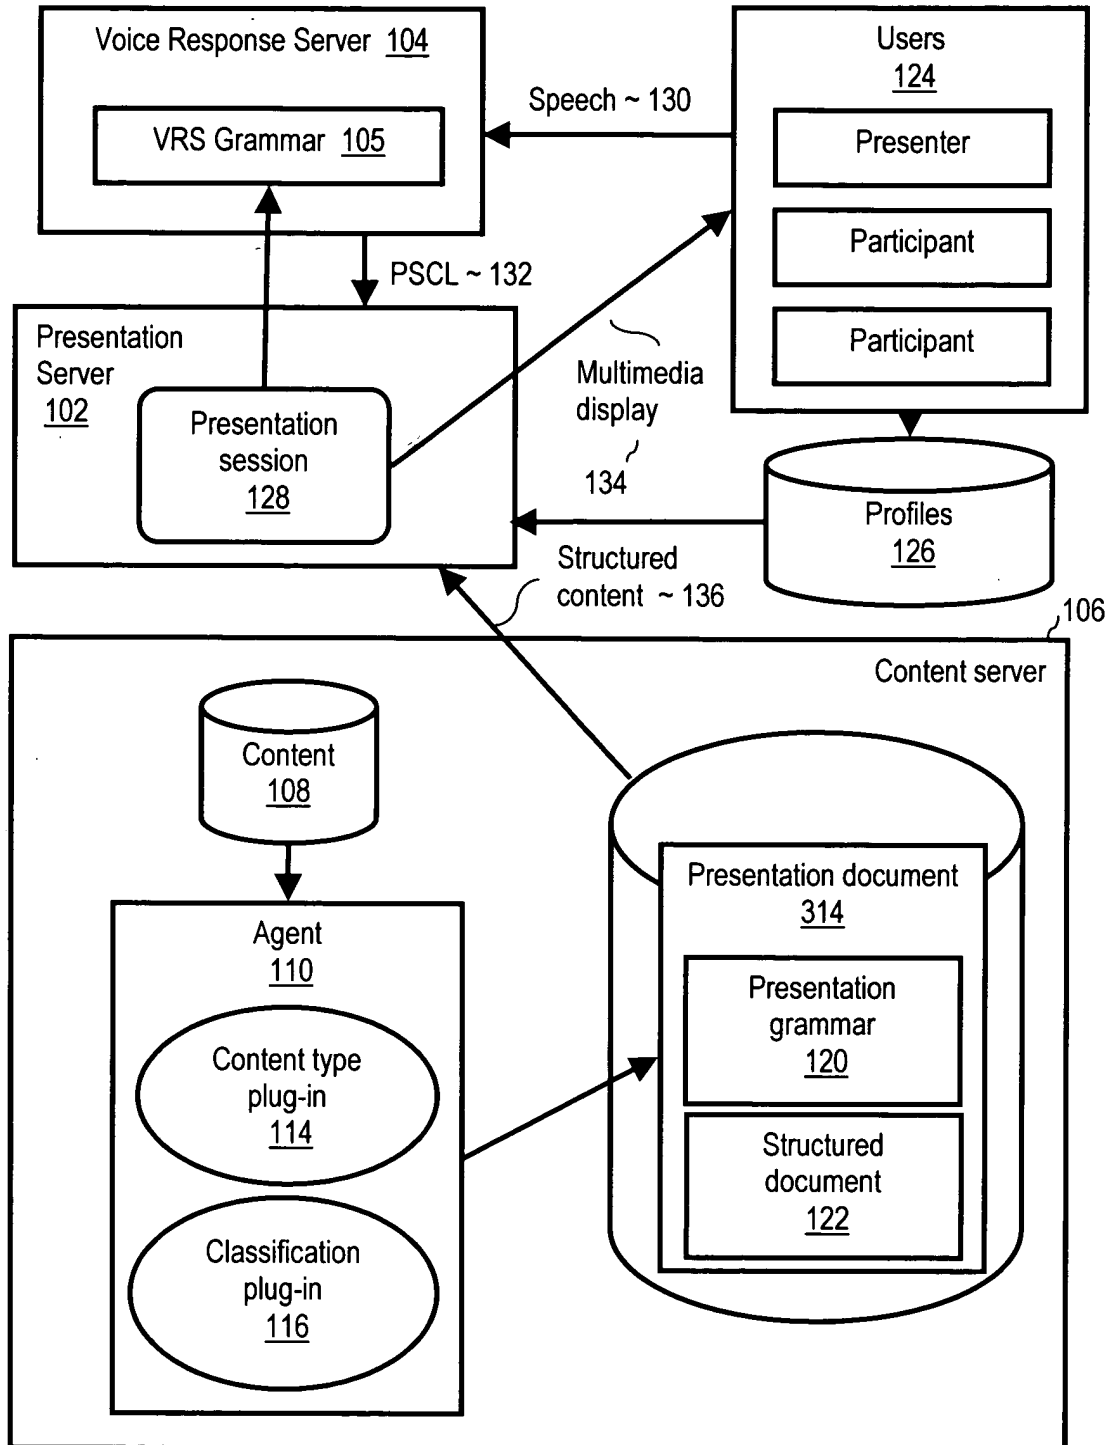 Voice Response Server 104
VRS Grammar 105
Speech ~ 130
Users
124
Presenter
Participant
Participant
PSCL ~ 132
Presentation
Server
102
Presentation
session
128
Multimedia
display
134
Profiles
126
Structured
content ~ 136
106
Content server
Content
108
Agent
110
Content type
plug-in
114
Classification
plug-in
116
Presentation document
314
Presentation
grammar
120
Structured
document
122